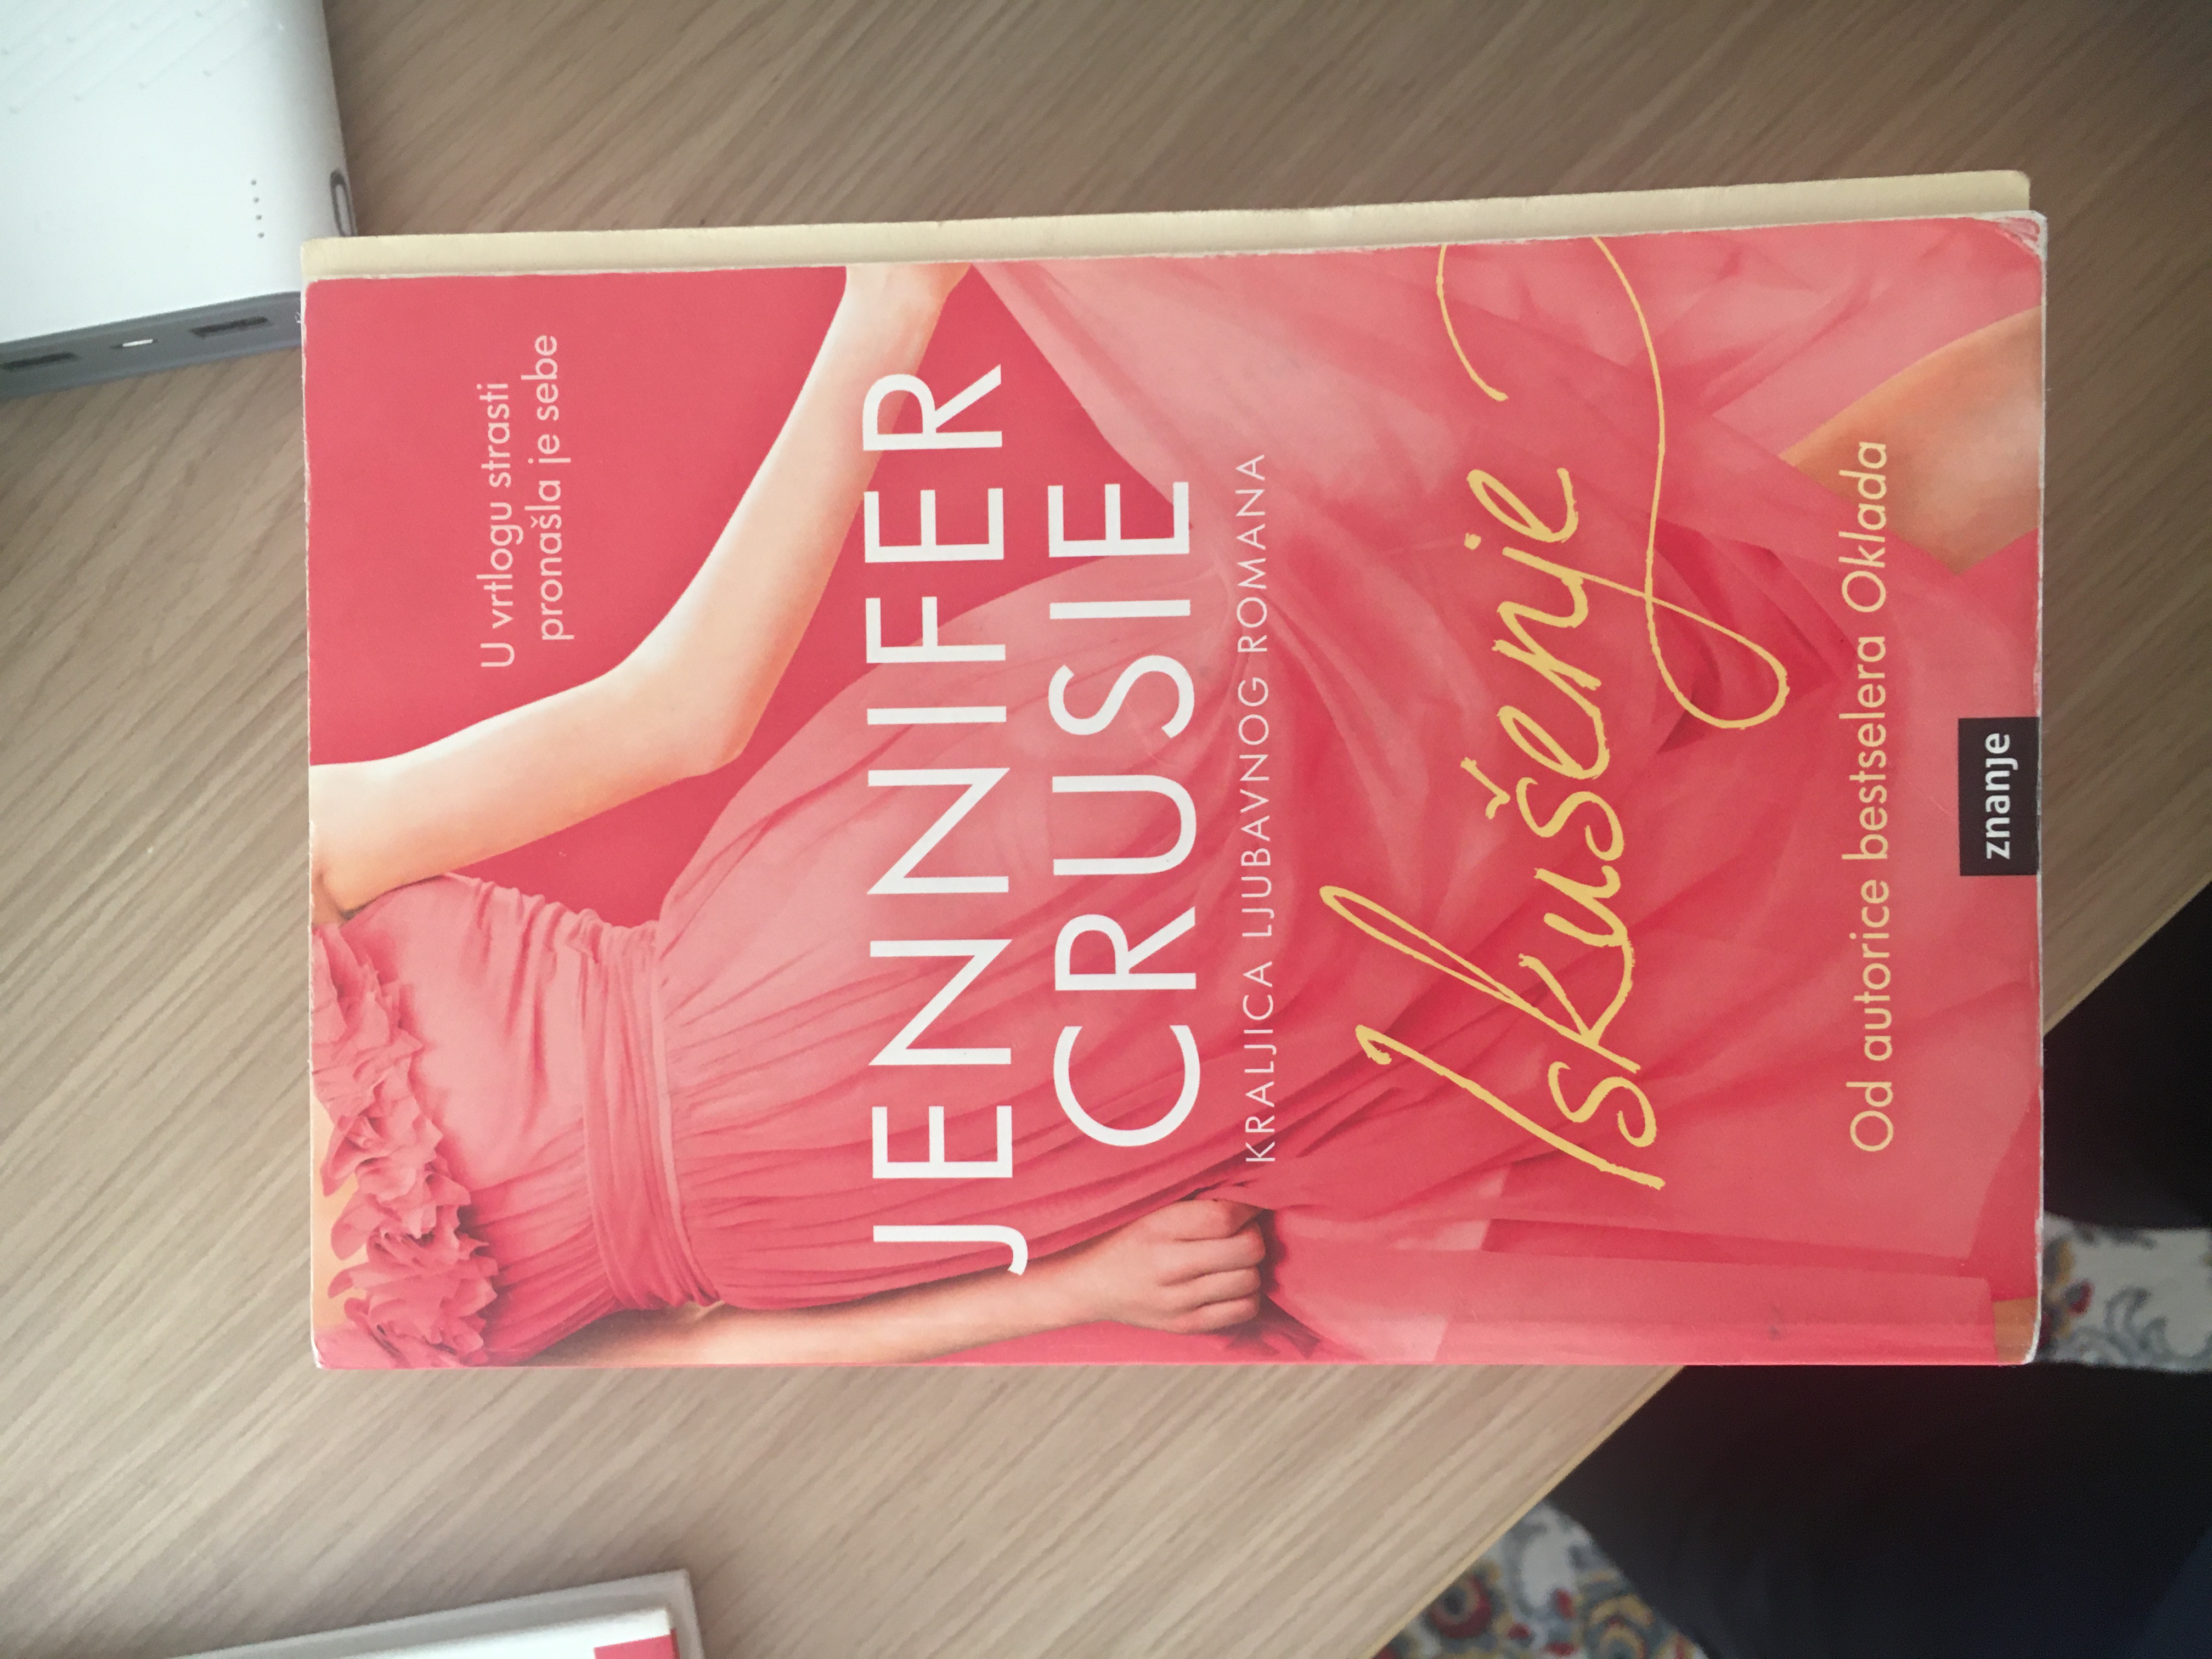 U vrtlogu strasti
pronašla je sebe
JENNIFER
CRUSIE
KRALJICA LJUBAVNOG ROMANA
Iskušenje
Od autorice bestselera Oklada
znanje